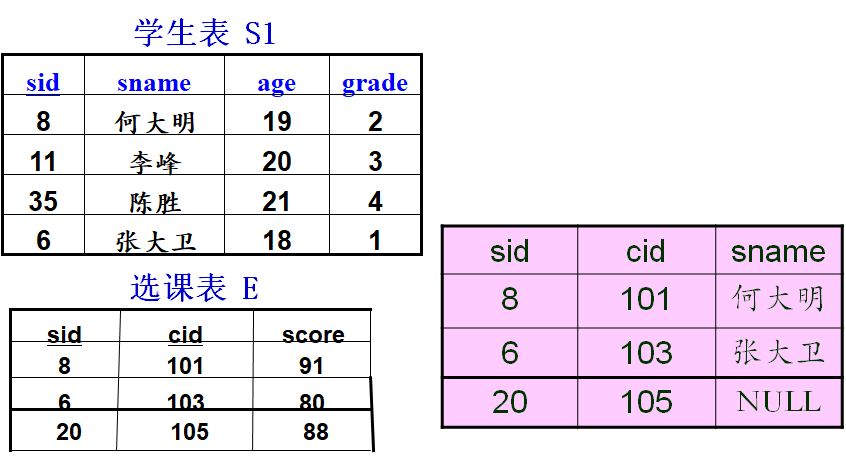 学生表 S1
sid sname age grade
8 何大明 19 2
11 李峰 20 3
35 陈胜 21 4
6 张大卫 18 1
选课表 E
sid cid score
8 101 91
6 103 80
20 105 88
sid cid sname
8 101 何大明
6 103 张大卫
20 105 NULL